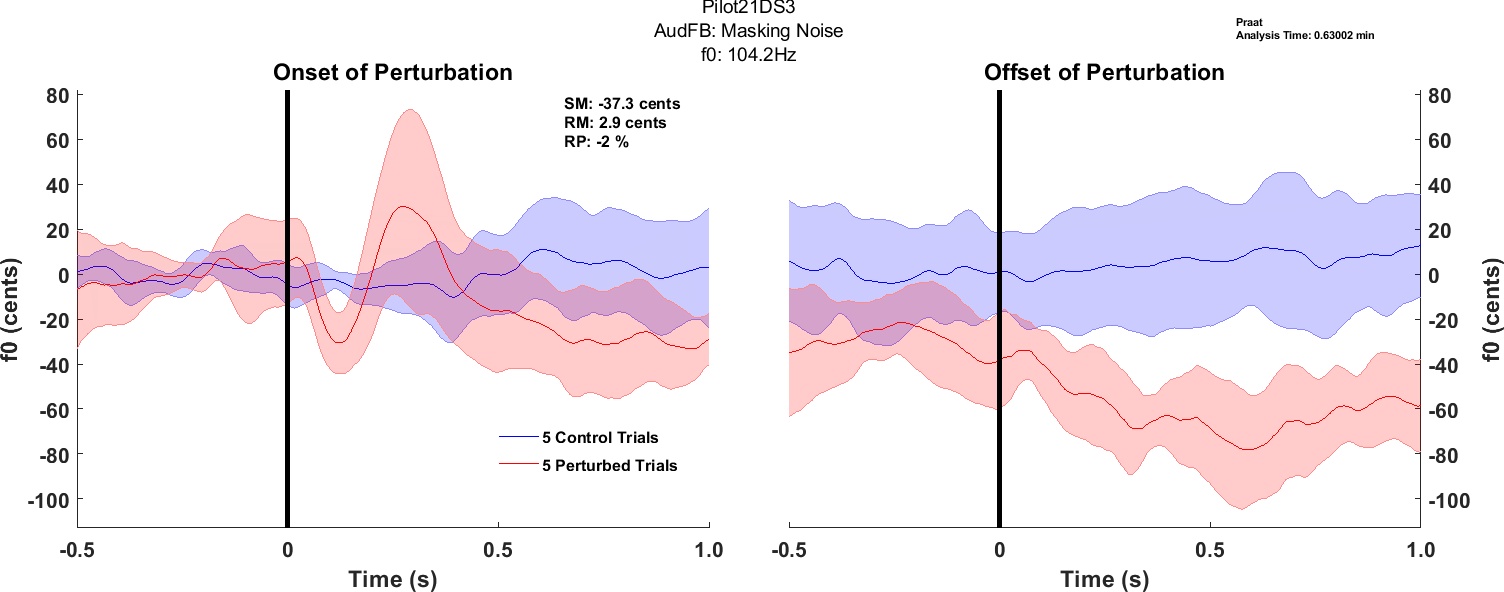 Pilot21DS3
AudFB: Masking Noise
f0: 104.2Hz
Praat
Analysis Time: 0.63002 min
Onset of Perturbation
Offset of Perturbation
SM: -37.3 cents
RM: 2.9 cents
RP: -2 %
80
60
40
20
0
-20
-40
-60
-80
-100
f0 (cents)
5 Control Trials
5 Perturbed Trials
-0.5
0
0.5
1.0
Time (s)
80
60
40
20
0
-20
-40
-60
-80
-100
f0 (cents)
-0.5
0
0.5
1.0
Time (s)